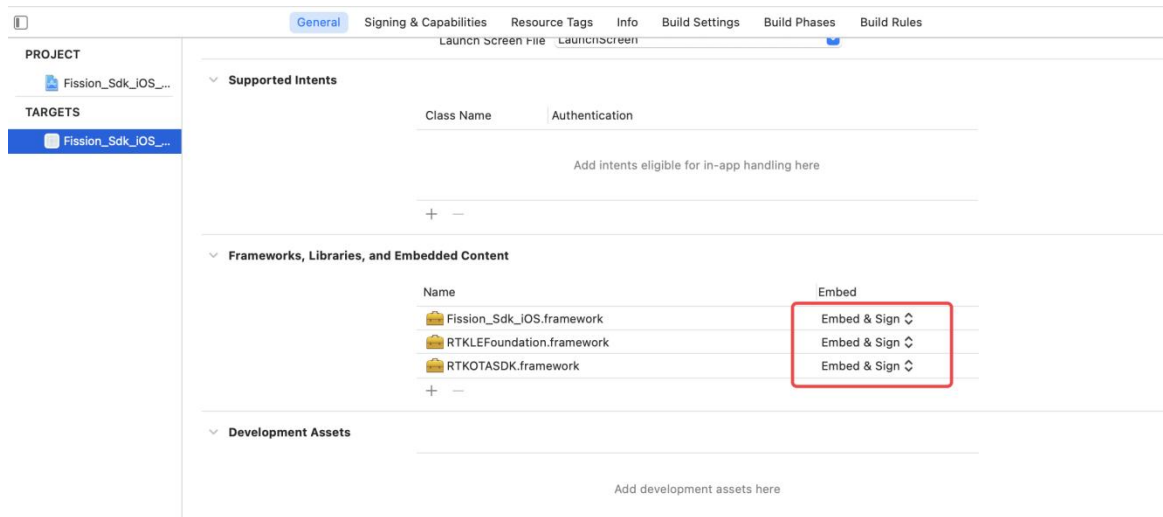 General Signing & Capabilities Resource Tags Info Build Settings Build Phases Build Rules
Launch Screen File LaunchScreen
PROJECT
Fission_Sdk_iOS_...
TARGETS
Fission_Sdk_iOS_...
Supported Intents
Class Name Authentication
Add intents eligible for in-app handling here
Frameworks, Libraries, and Embedded Content
Name Embed
Fission_Sdk_iOS.framework Embed & Sign
RTKLEFoundation.framework Embed & Sign
RTKOTASDK.framework Embed & Sign
Development Assets
Add development assets here